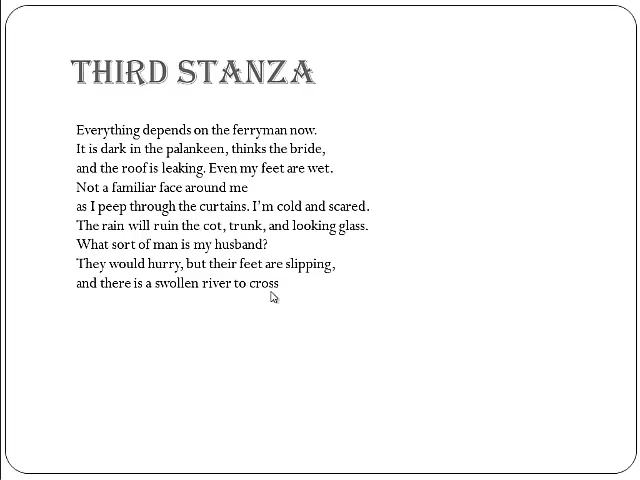 THIRD STANZA
Everything depends on the ferryman now.
It is dark in the palankeen, thinks the bride,
and the roof is leaking. Even my feet are wet.
Not a familiar face around me
as I peep through the curtains. I'm cold and scared.
The rain will ruin the cot, trunk, and looking glass.
What sort of man is my husband?
They would hurry, but their feet are slipping,
and there is a swollen river to cross